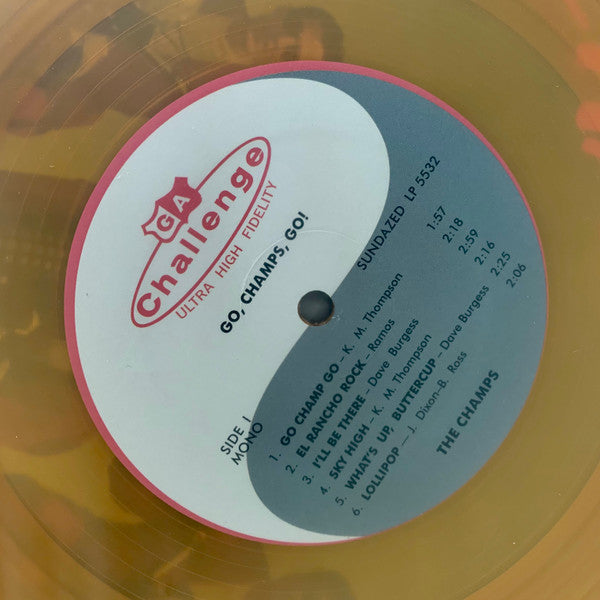 GA
Challenge
ULTRA HIGH FIDELITY
GO, CHAMPS, GO!
SUNDAZED LP 5532
SIDE 1
MONO
1. GO CHAMP GO – K. M. Thompson 1:57
2. EL RANCHO ROCK – Ramos 2:18
3. I'LL BE THERE – Dave Burgess 2:59
4. SKY HIGH – K. M. Thompson 2:16
5. WHAT'S UP, BUTTERCUP – Dave Burgess 2:25
6. LOLLIPOP – J. Dixon-B. Ross 2:06
THE CHAMPS